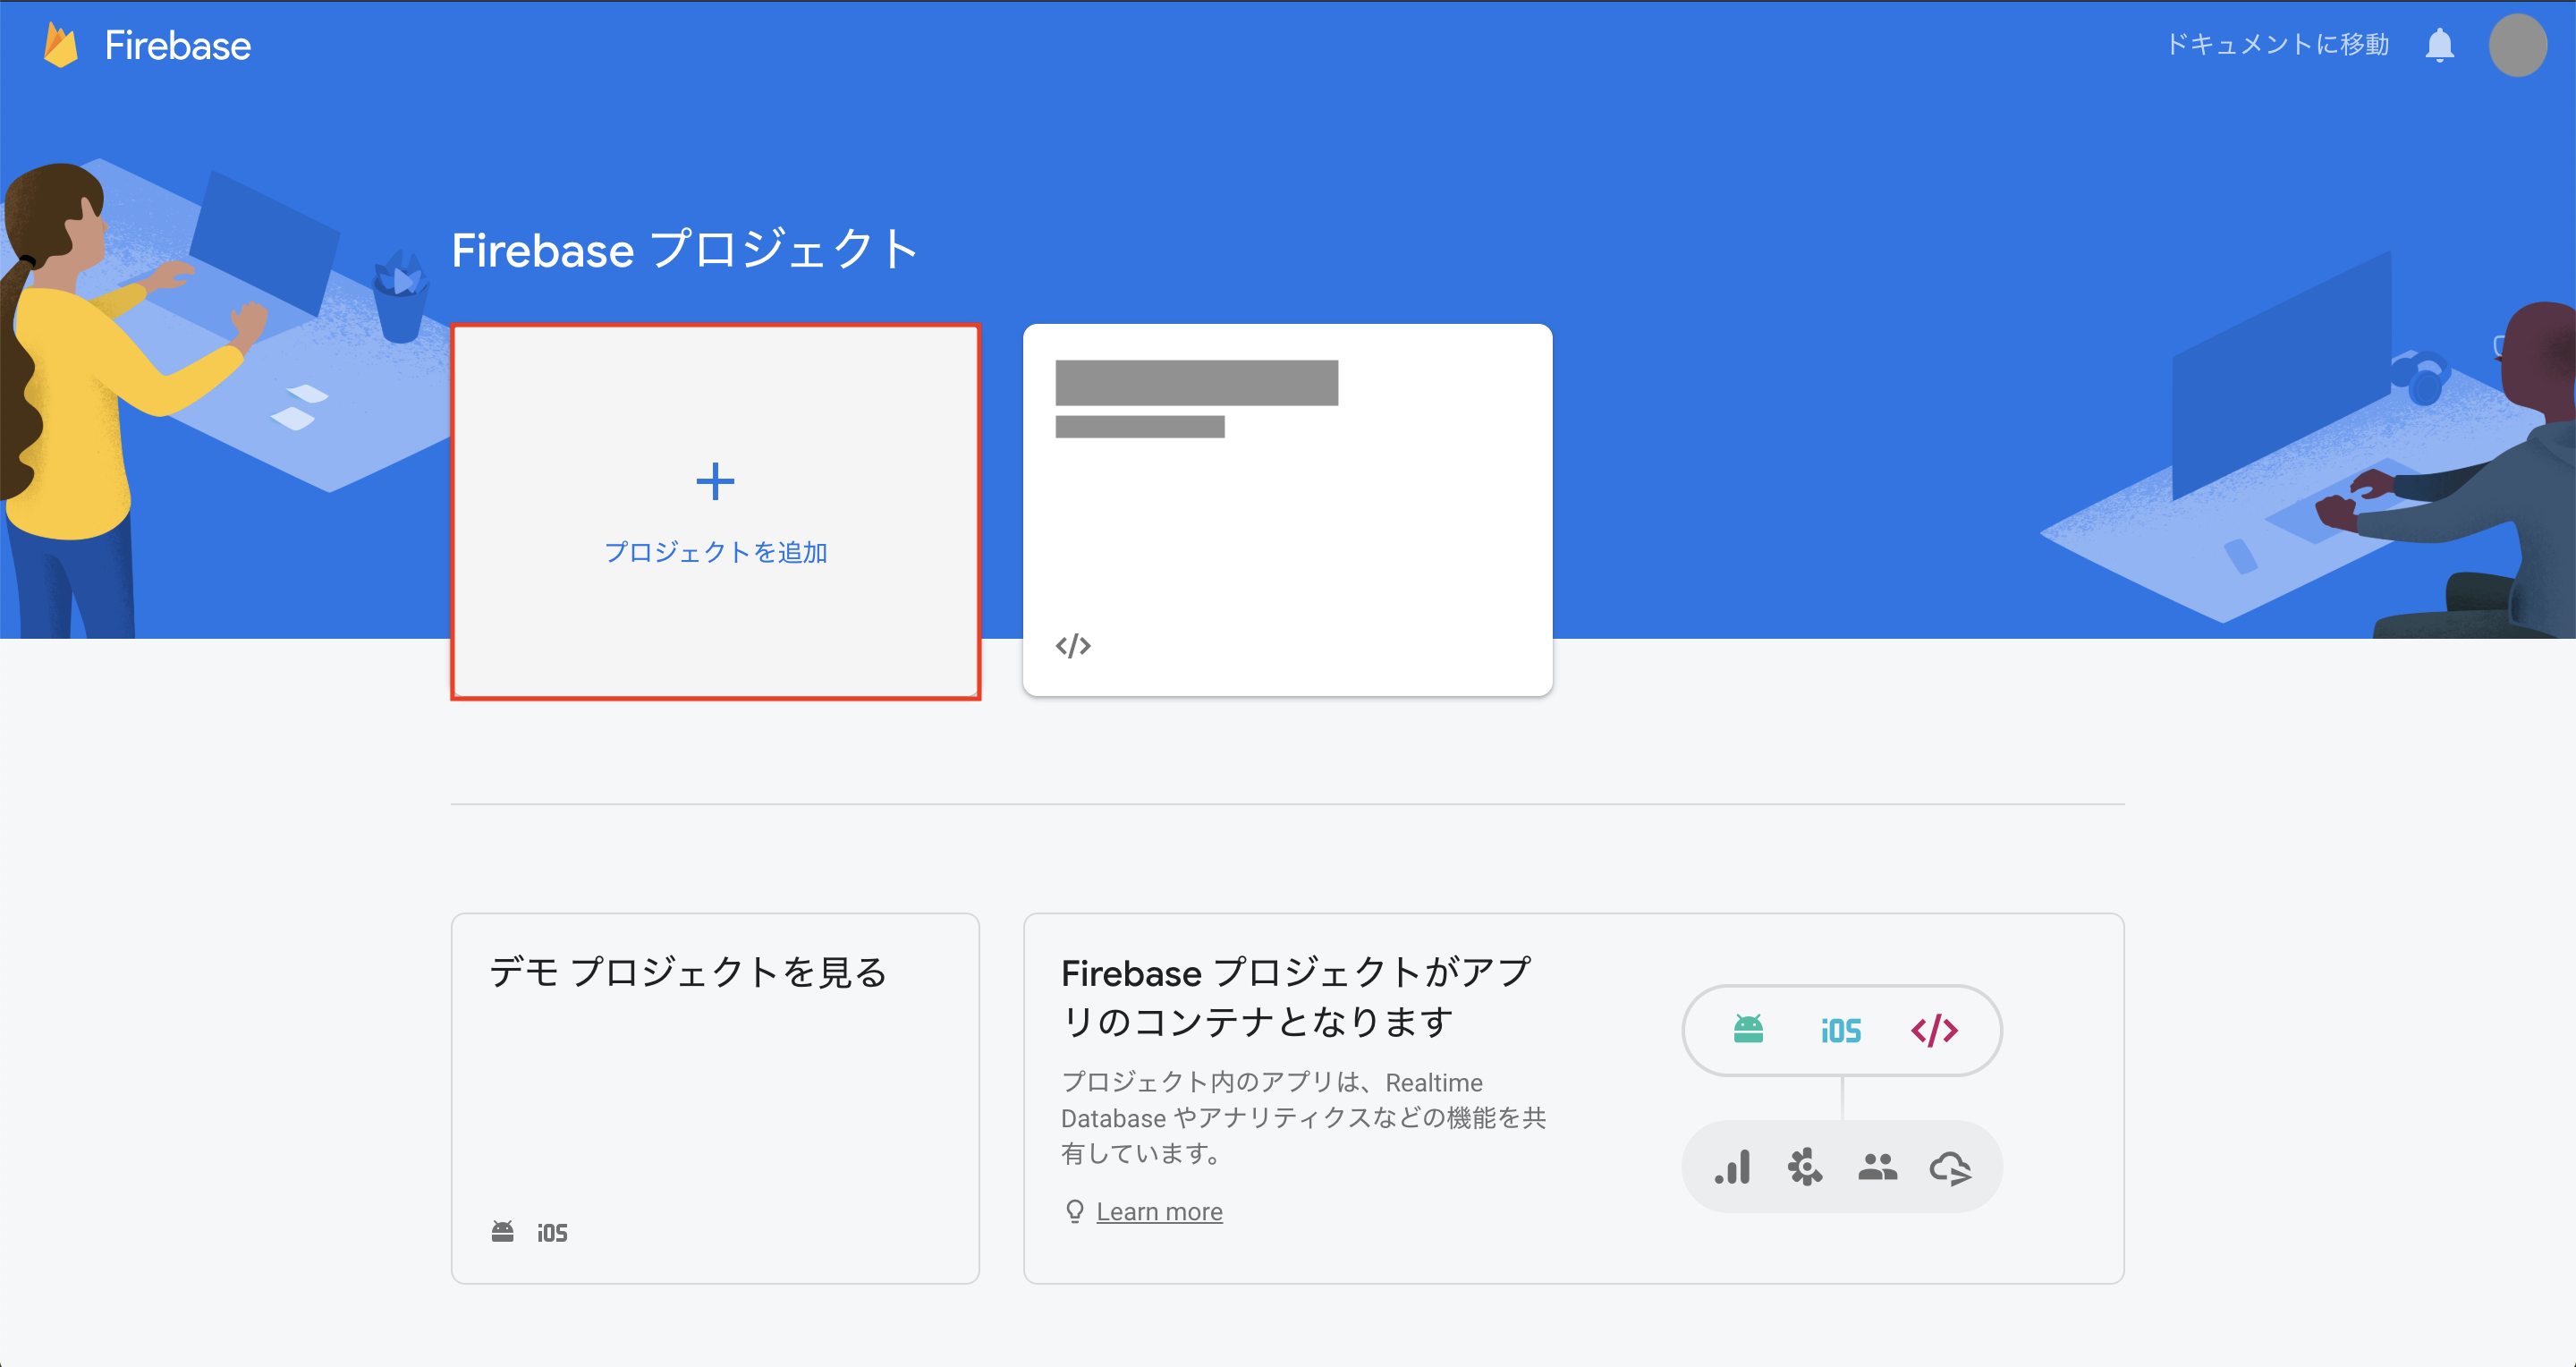 Firebase
ドキュメントに移動
Firebase プロジェクト
プロジェクトを追加
デモ プロジェクトを見る
iOS
Firebase プロジェクトがアプ
リのコンテナとなります
プロジェクト内のアプリは、Realtime
Database やアナリティクスなどの機能を共
有しています。
Learn more
iOS